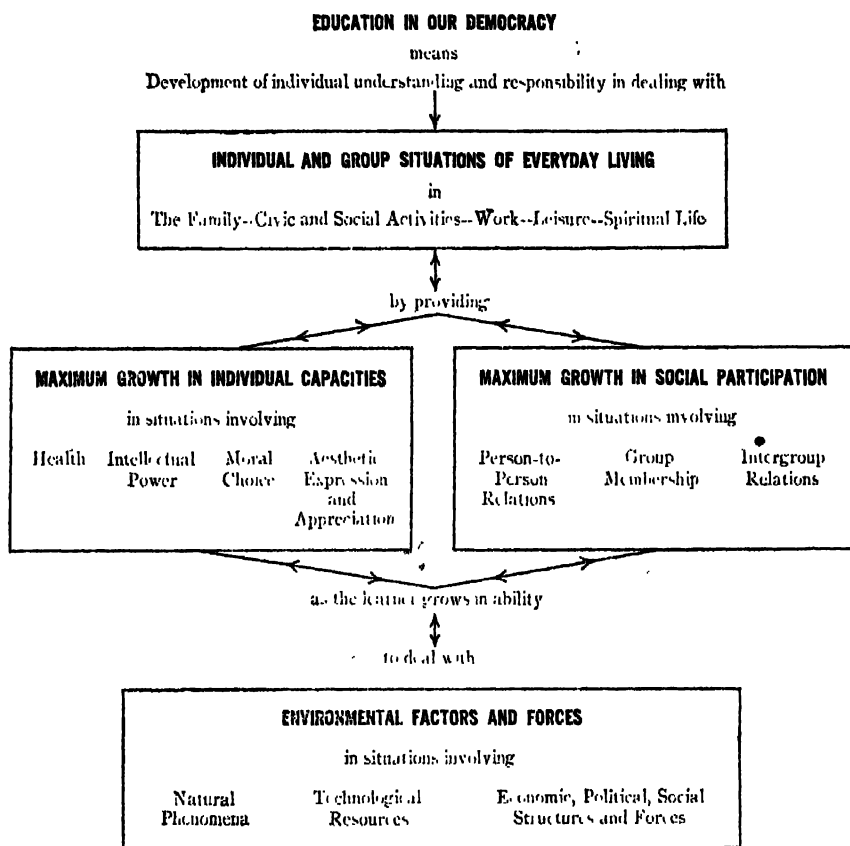 EDUCATION IN OUR DEMOCRACY
means
Development of individual understanding and responsibility in dealing with
INDIVIDUAL AND GROUP SITUATIONS OF EVERYDAY LIVING
in
The Family--Civic and Social Activities--Work--Leisure--Spiritual Life
by providing
MAXIMUM GROWTH IN INDIVIDUAL CAPACITIES
in situations involving
Health
Intellectual
Power
Moral
Choice
Aesthetic
Expression
and
Appreciation
MAXIMUM GROWTH IN SOCIAL PARTICIPATION
in situations involving
Person-to-
Person
Relations
Group
Membership
Intergroup
Relations
as the learner grows in ability
to deal with
ENVIRONMENTAL FACTORS AND FORCES
in situations involving
Natural
Phenomena
Technological
Resources
Economic, Political, Social
Structures and Forces